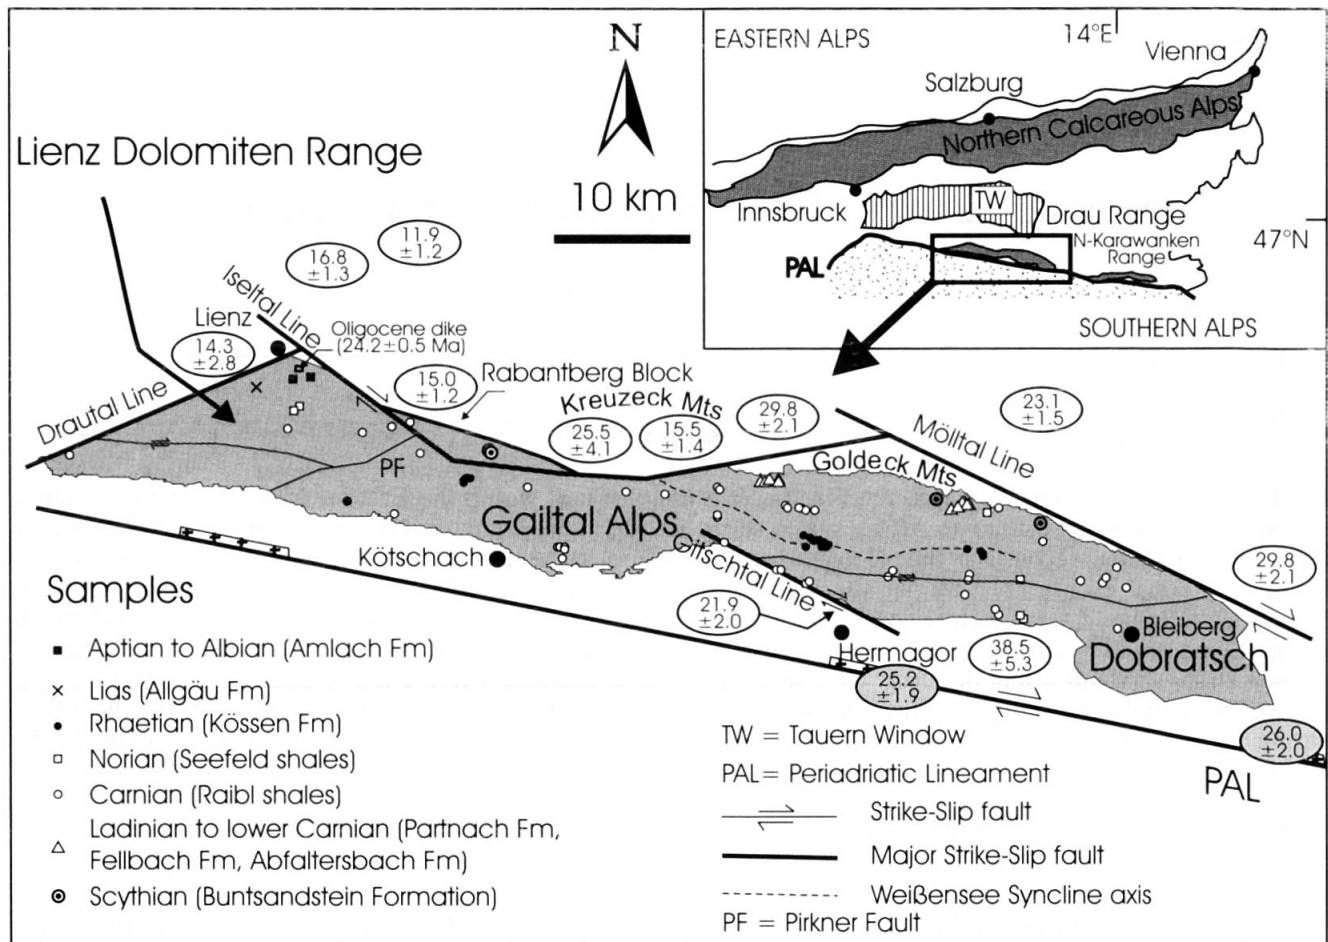 EASTERN ALPS
14°E
Vienna
Salzburg
Northern Calcareous Alps
Innsbruck
TW
Drau Range
N-Karawanken
Range
47°N
PAL
SOUTHERN ALPS
N
10 km
Lienz Dolomiten Range
11.9
±1.2
16.8
±1.3
Iseltal Line
Lienz
14.3
±2.8
Oligocene dike
(24.2±0.5 Ma)
Drautal Line
15.0
±1.2
Rabantberg Block
Kreuzeck Mts
25.5
±4.1
15.5
±1.4
29.8
±2.1
23.1
±1.5
Mölltal Line
Goldeck Mts
PF
Gailtal Alps
Gitschtal Line
Kötschach
21.9
±2.0
Hermagor
38.5
±5.3
25.2
±1.9
29.8
±2.1
Bleiberg
Dobratsch
26.0
±2.0
PAL
Samples
Aptian to Albian (Amlach Fm)
Lias (Allgäu Fm)
Rhaetian (Kössen Fm)
Norian (Seefeld shales)
Carnian (Raibl shales)
Ladinian to lower Carnian (Partnach Fm,
Fellbach Fm, Abfaltersbach Fm)
Scythian (Buntsandstein Formation)
TW = Tauern Window
PAL= Periadriatic Lineament
Strike-Slip fault
Major Strike-Slip fault
Weißensee Syncline axis
PF = Pirkner Fault